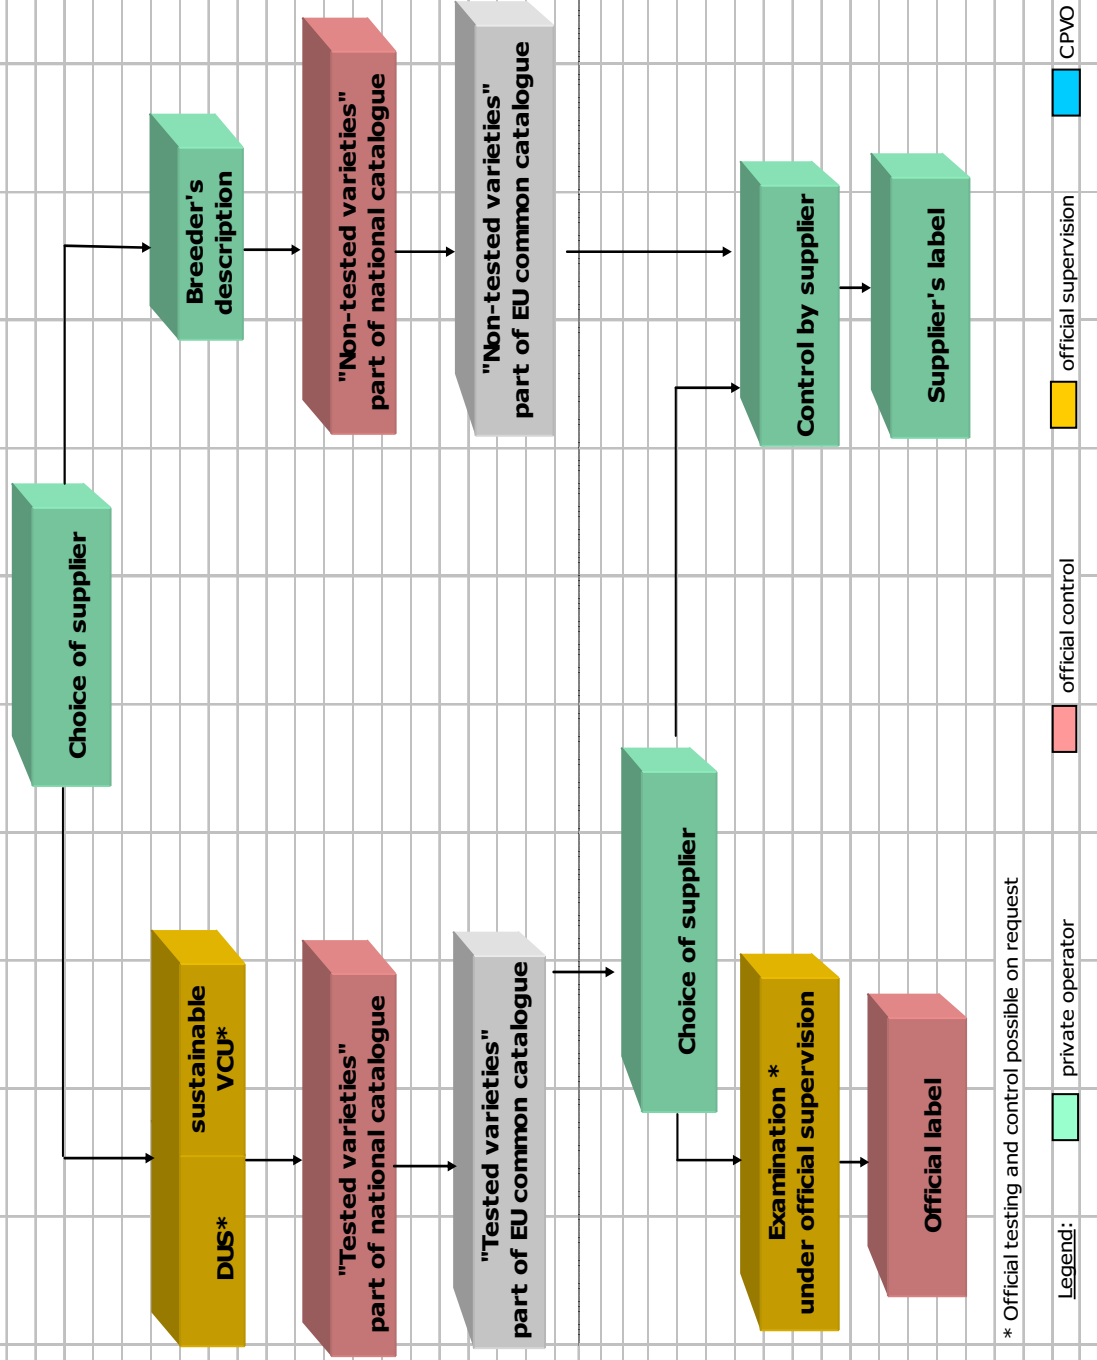 Choice of supplier
DUS*
sustainable
VCU*
Breeder's
description
"Tested varieties"
part of national catalogue
"Non-tested varieties"
part of national catalogue
"Tested varieties"
part of EU common catalogue
"Non-tested varieties"
part of EU common catalogue
Choice of supplier
Examination *
under official supervision
Control by supplier
Official label
Supplier's label
* Official testing and control possible on request
Legend:
private operator
official control
official supervision
CPVO